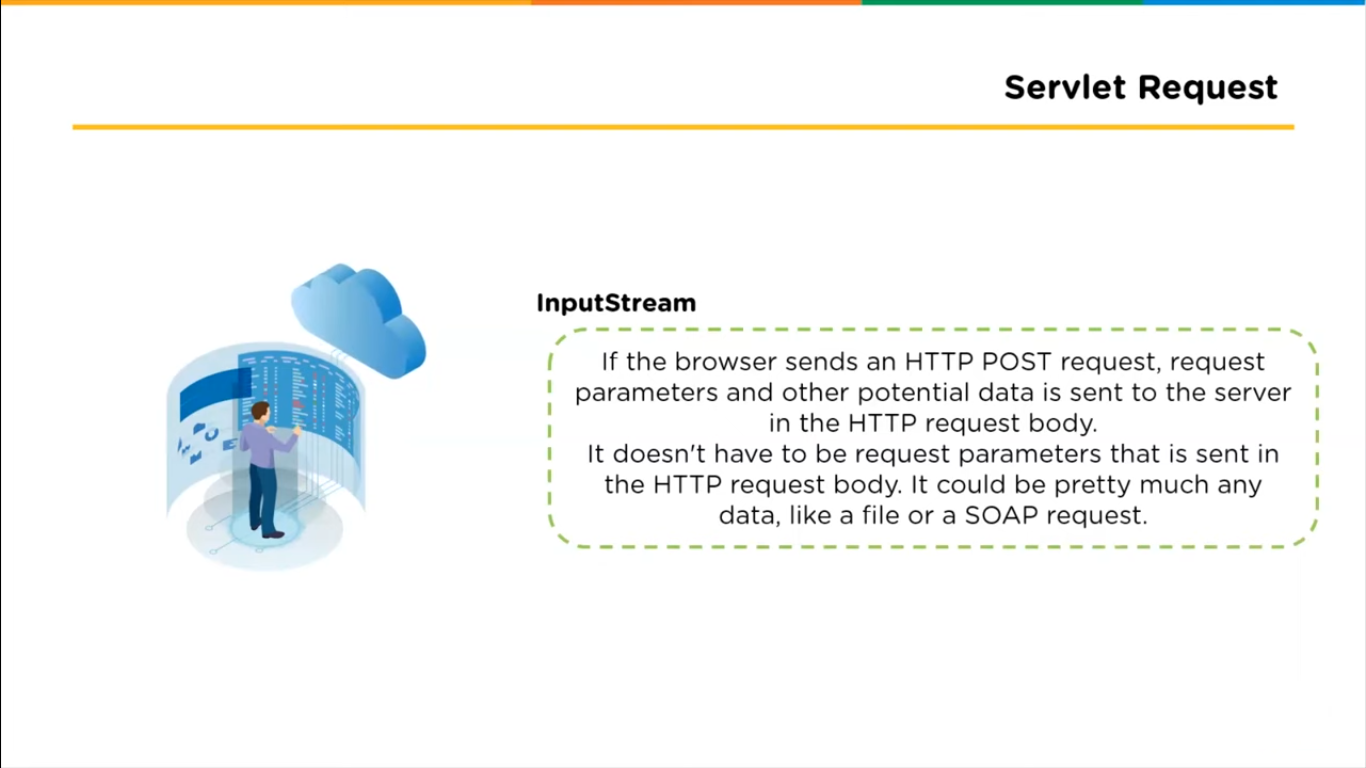 Servlet Request
InputStream
If the browser sends an HTTP POST request, request
parameters and other potential data is sent to the server
in the HTTP request body.
It doesn't have to be request parameters that is sent in
the HTTP request body. It could be pretty much any
data, like a file or a SOAP request.